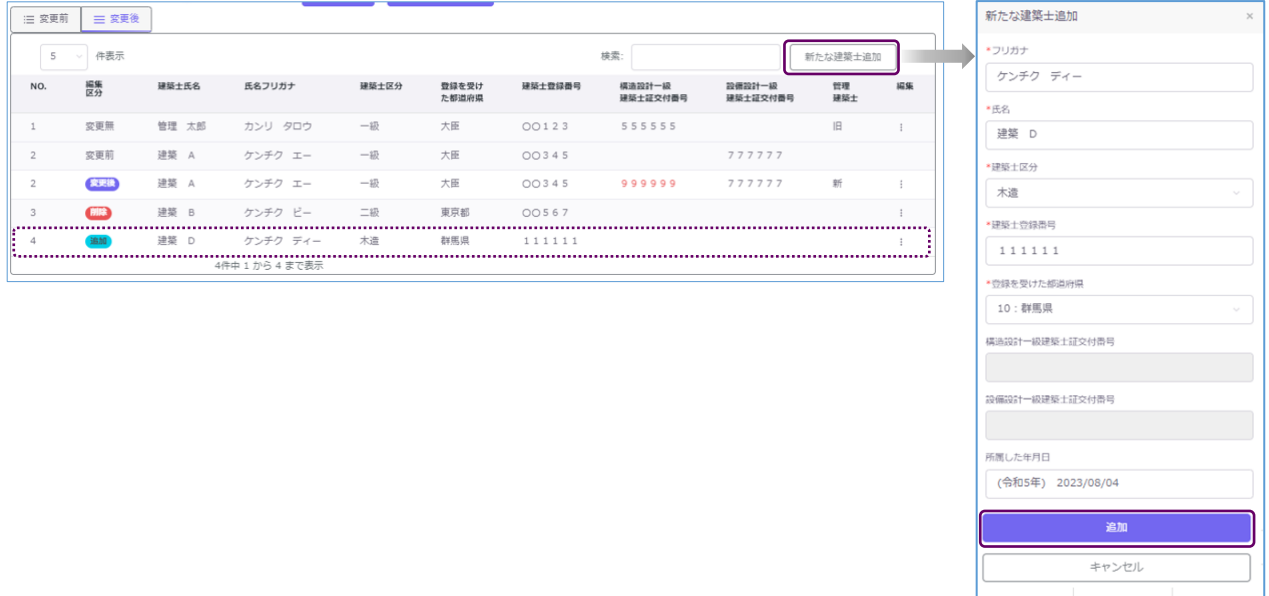 変更前 変更後
5 件表示 検索: 新たな建築士追加
NO. 編集区分 建築士氏名 氏名フリガナ 建築士区分 登録を受けた都道府県 建築士登録番号 構造設計一級建築士証交付番号 設備設計一級建築士証交付番号 管理建築士 編集
1 変更無 管理 太郎 カンリ タロウ 一級 大臣 〇〇123 555555 旧
2 変更前 建築 A ケンチク エー 一級 大臣 〇〇345 777777
2 変更後 建築 A ケンチク エー 一級 大臣 〇〇345 999999 777777 新
3 削除 建築 B ケンチク ビー 二級 東京都 〇〇567
4 追加 建築 D ケンチク ディー 木造 群馬県 111111
4件中 1 から 4 まで表示
新たな建築士追加 ×
*フリガナ
ケンチク ディー
*氏名
建築 D
*建築士区分
木造
*建築士登録番号
111111
*登録を受けた都道府県
10：群馬県
構造設計一級建築士証交付番号
設備設計一級建築士証交付番号
所属した年月日
(令和5年) 2023/08/04
追加
キャンセル